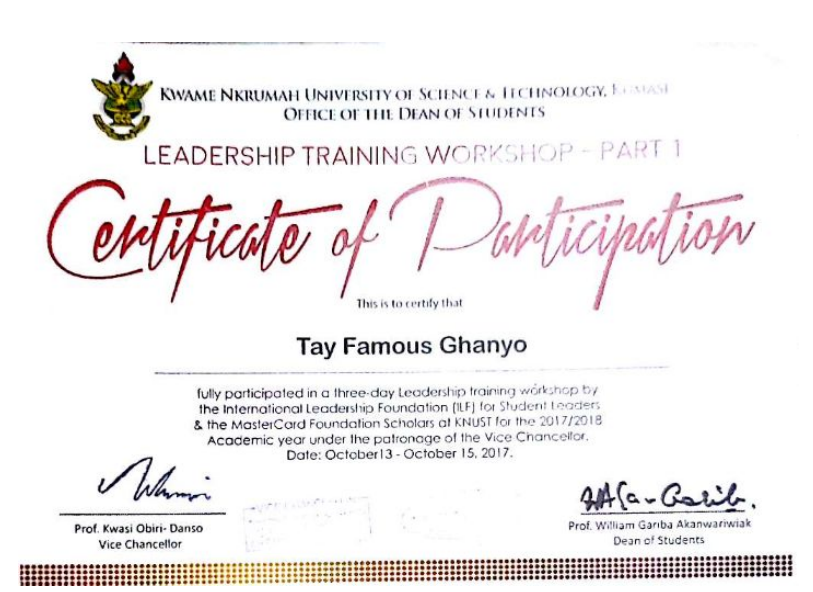 KWAME NKRUMAH UNIVERSITY OF SCIENCE & TECHNOLOGY, KUMASI
OFFICE OF THE DEAN OF STUDENTS
LEADERSHIP TRAINING WORKSHOP - PART 1
Certificate of Participation
This is to certify that
Tay Famous Ghanyo
fully participated in a three-day Leadership training workshop by
the International Leadership Foundation (ILF) for Student Leaders
& the MasterCard Foundation Scholars at KNUST for the 2017/2018
Academic year under the patronage of the Vice Chancellor.
Date: October13 - October 15, 2017.
Prof. Kwasi Obiri- Danso
Vice Chancellor
Prof. William Gariba Akanwariwiak
Dean of Students